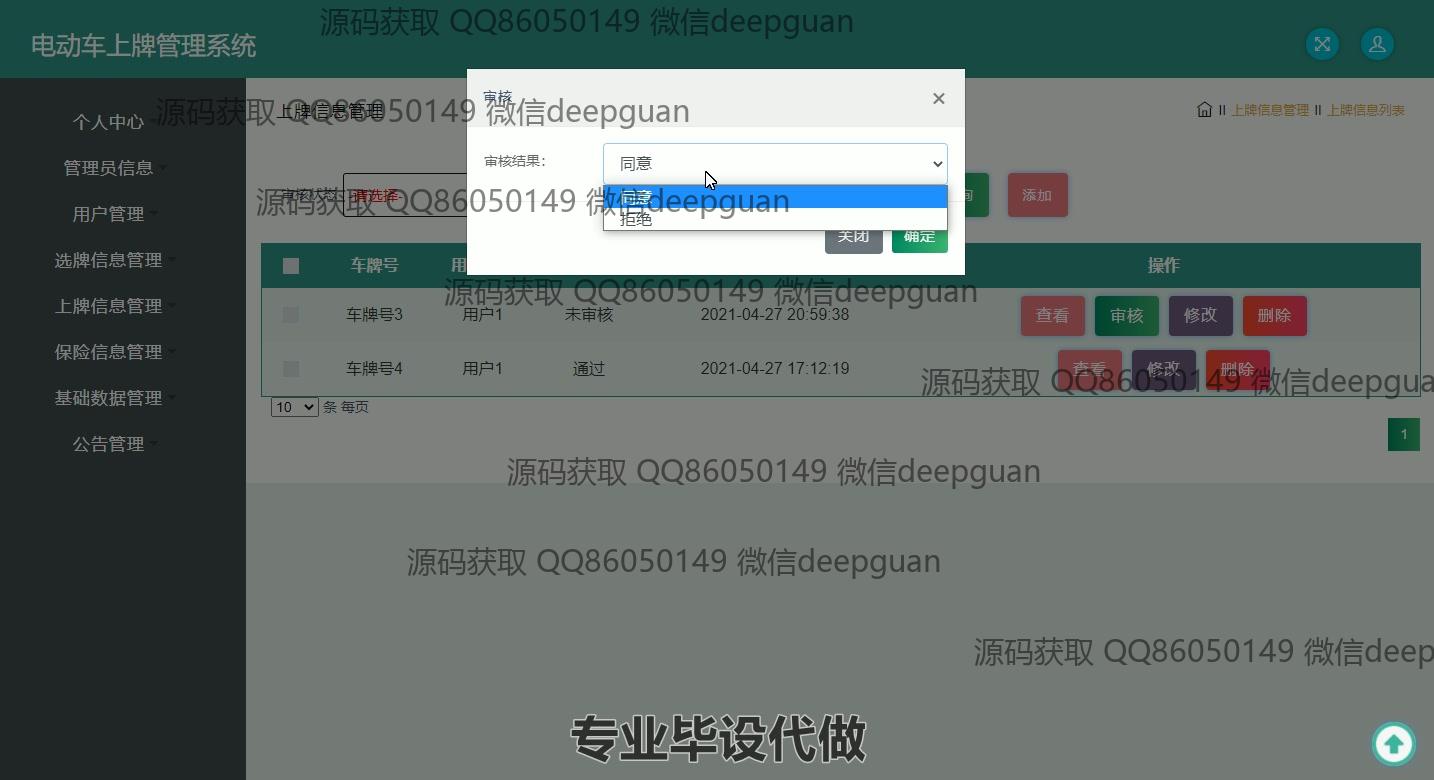 源码获取 QQ86050149 微信deepguan
电动车上牌管理系统
审核
×
源码获取 QQ86050149 微信deepguan
上牌信息管理
上牌信息管理
上牌信息列表
个人中心
管理员信息
用户管理
选牌信息管理
上牌信息管理
保险信息管理
基础数据管理
公告管理
审核结果：
同意
同意
拒绝
关闭
确定
审核状态
请选择-
询
添加
源码获取 QQ86050149 微信deepguan
车牌号 用 操作
源码获取 QQ86050149 微信deepguan
车牌号3 用户1 未审核 2021-04-27 20:59:38 查看 审核 修改 删除
车牌号4 用户1 通过 2021-04-27 17:12:19 查看 修改 删除
源码获取 QQ86050149 微信deepgua
10 条 每页
1
源码获取 QQ86050149 微信deepguan
源码获取 QQ86050149 微信deepguan
源码获取 QQ86050149 微信deep
专业毕设代做